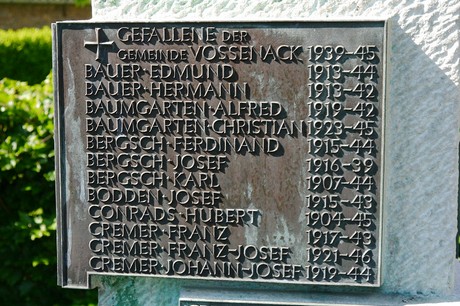 GEFALLENE DER
GEMEINDE VOSSENACK 1939-45
BAUER·EDMUND 1913-44
BAUER·HERMANN 1913-42
BAUMGARTEN·ALFRED 1919-42
BAUMGARTEN·CHRISTIAN 1923-45
BERGSCH·FERDINAND 1915-44
BERGSCH·JOSEF 1916-39
BERGSCH·KARL 1907-44
BODDEN·JOSEF 1915-43
CONRADS·HUBERT 1904-45
CREMER·FRANZ 1917-43
CREMER·FRANZ-JOSEF 1921-46
CREMER·JOHANN-JOSEF 1919-44